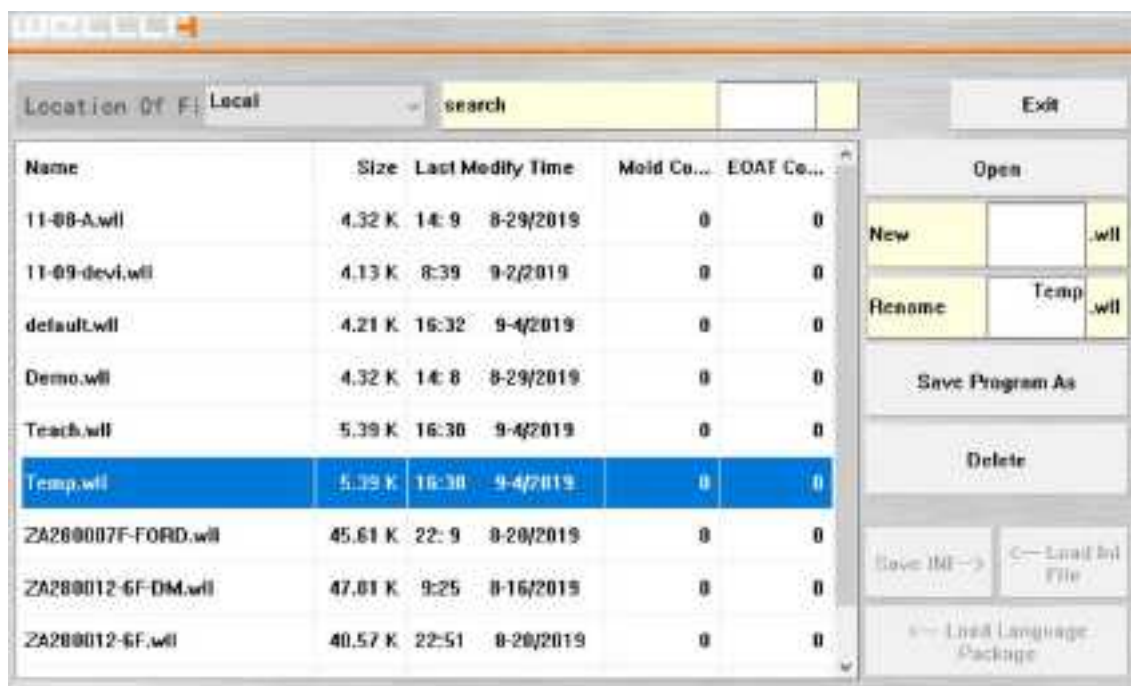 WELLLI
Location Of Fi Local
search
Exit
Name Size Last Modify Time Mold Co... EOAT Co...
Open
11-08-A.wll 4.32 K 14: 9 8-29/2019 0 0
New .wll
11-09-devi.wll 4.13 K 8:39 9-2/2019 0 0
Rename Temp .wll
default.wll 4.21 K 16:32 9-4/2019 0 0
Demo.wll 4.32 K 14: 8 8-29/2019 0 0
Save Program As
Teach.wll 5.39 K 16:30 9-4/2019 0 0
Delete
Temp.wll 5.39 K 16:30 9-4/2019 0 0
ZA280007F-FORD.wll 45.61 K 22: 9 8-20/2019 0 0
Save INI-->
<-- Load Ini
File
ZA280012-6F-DM.wll 47.01 K 9:25 8-16/2019 0 0
ZA280012-6F.wll 40.57 K 22:51 8-20/2019 0 0
<-- Load Language
Package